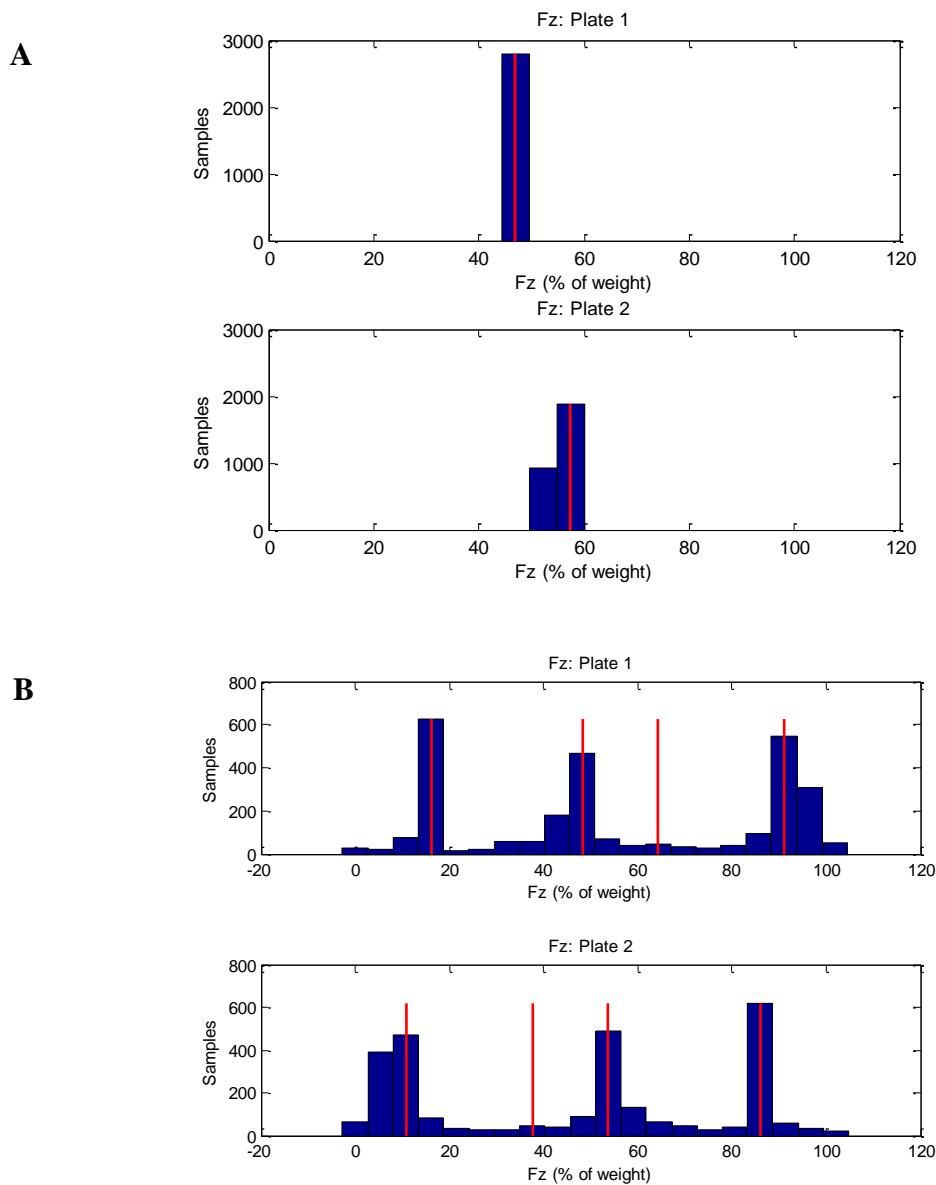 A
Fz: Plate 1
3000
2000
1000
0
Samples
0 20 40 60 80 100 120
Fz (% of weight)
Fz: Plate 2
3000
2000
1000
0
Samples
0 20 40 60 80 100 120
Fz (% of weight)
B
Fz: Plate 1
800
600
400
200
0
Samples
-20 0 20 40 60 80 100 120
Fz (% of weight)
Fz: Plate 2
800
600
400
200
0
Samples
-20 0 20 40 60 80 100 120
Fz (% of weight)